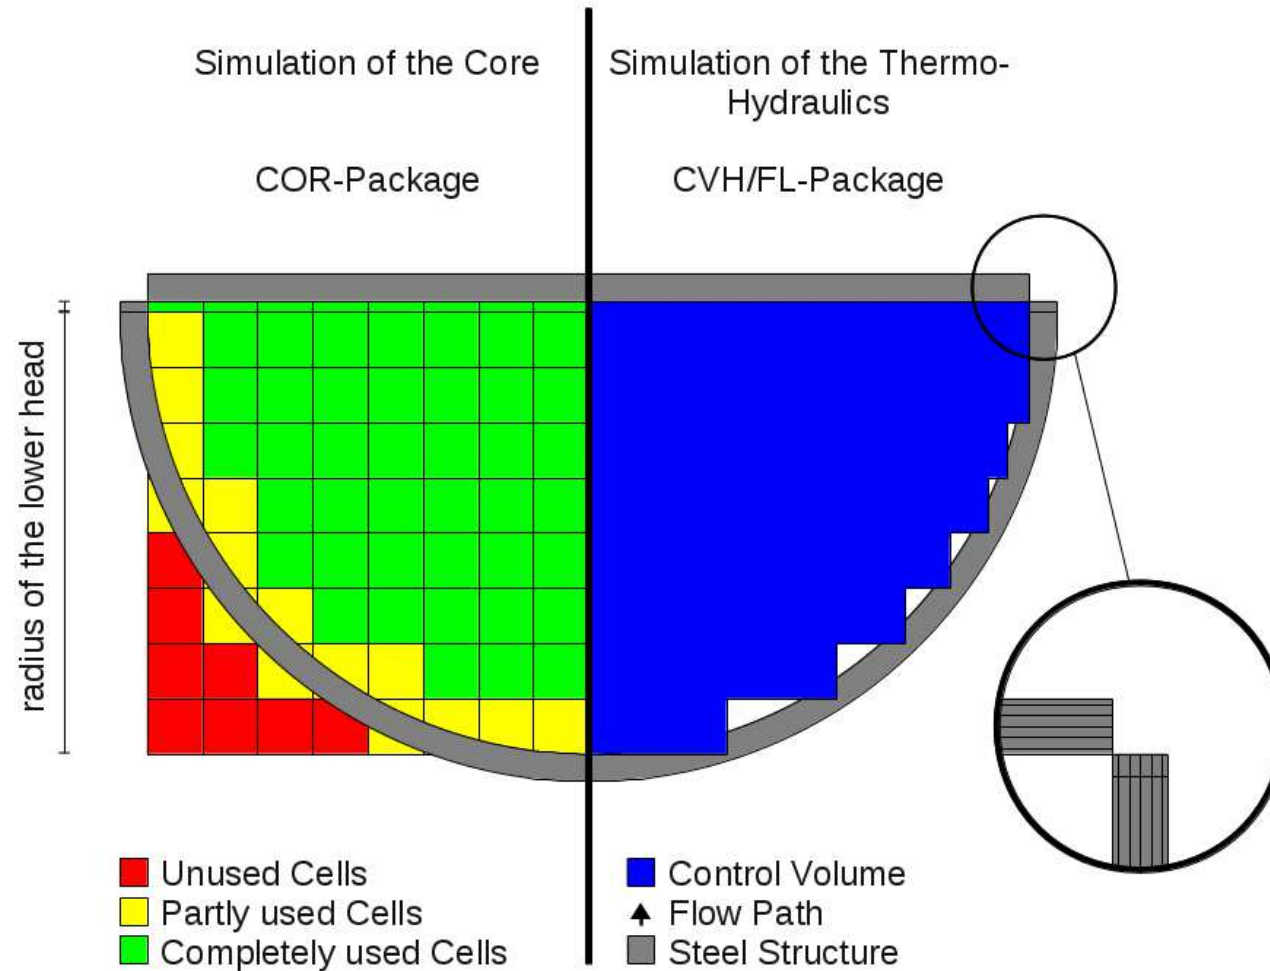 Simulation of the Core
Simulation of the Thermo-
Hydraulics
COR-Package
CVH/FL-Package
radius of the lower head
Unused Cells
Partly used Cells
Completely used Cells
Control Volume
Flow Path
Steel Structure